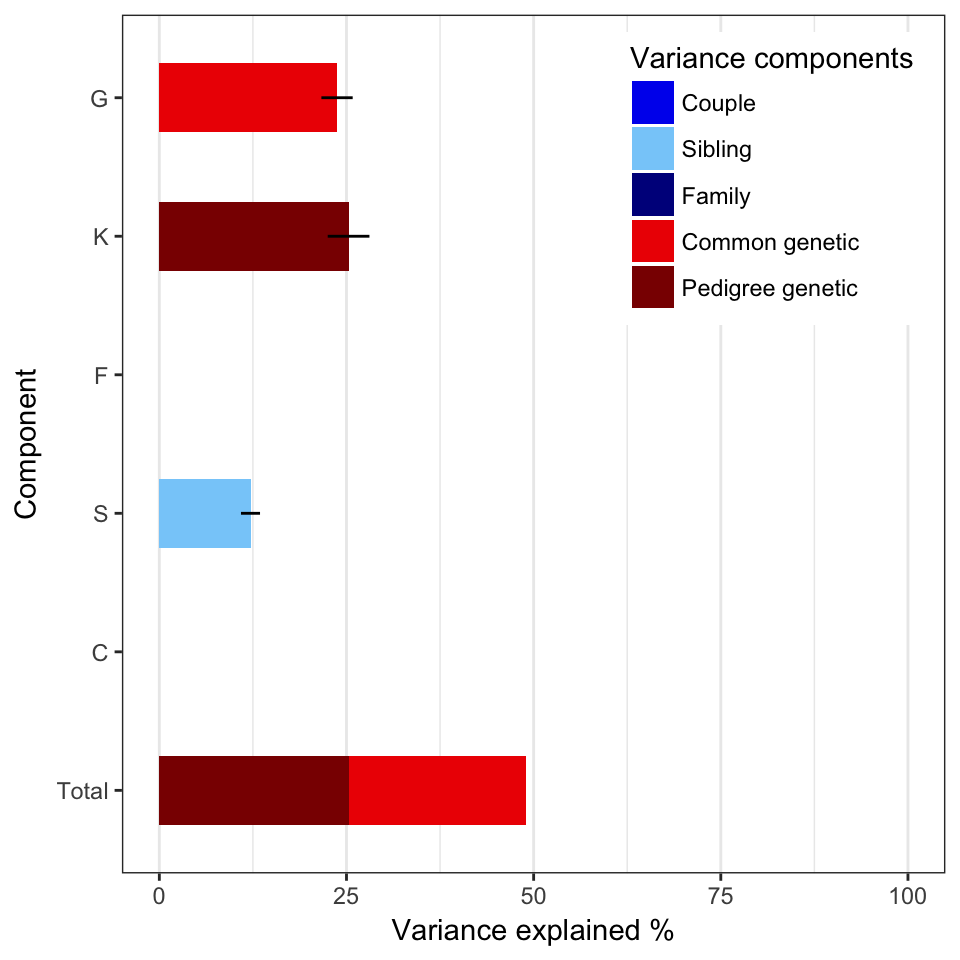 Variance components
Couple
Sibling
Family
Common genetic
Pedigree genetic
G
K
F
S
C
Total
Component
0 25 50 75 100
Variance explained %